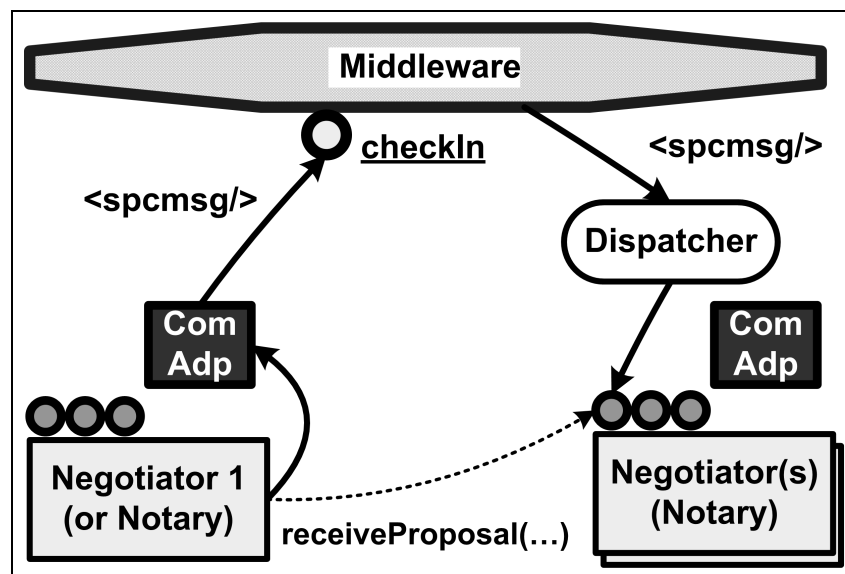 Middleware
checkIn
<spcmsg/>
<spcmsg/>
Dispatcher
Com
Adp
Com
Adp
Negotiator 1
(or Notary)
Negotiator(s)
(Notary)
receiveProposal(…)